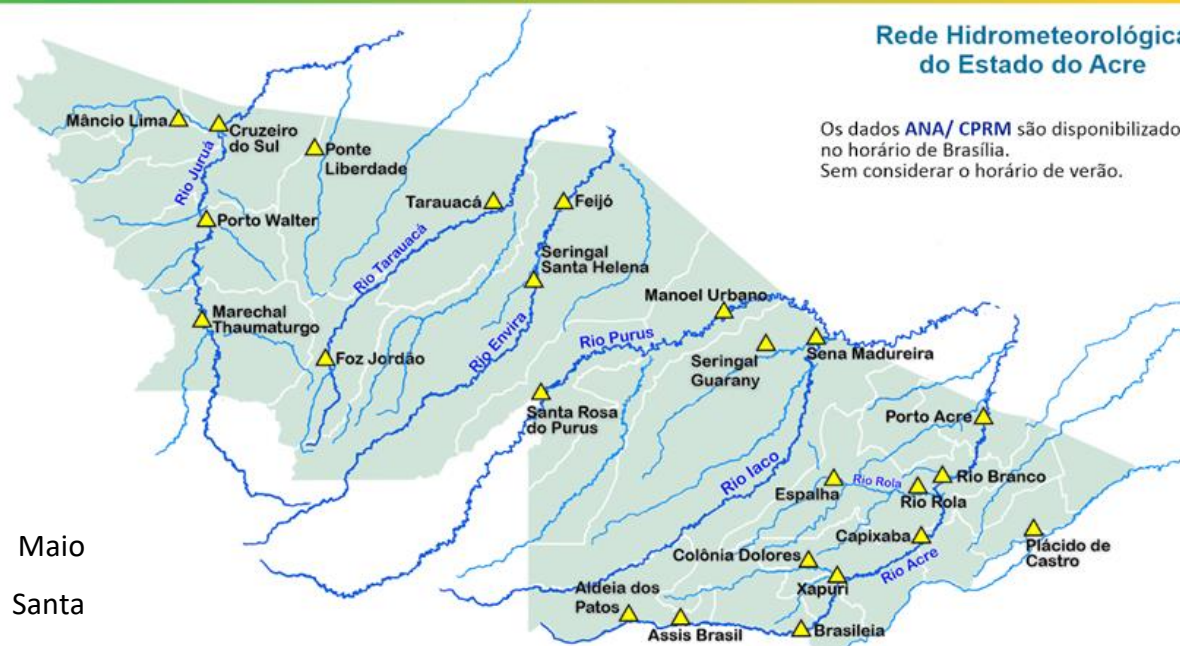 Rede Hidrometeorológica
do Estado do Acre
Os dados ANA/ CPRM são disponibilizado
no horário de Brasília.
Sem considerar o horário de verão.
Mâncio Lima
Cruzeiro
do Sul
Ponte
Liberdade
Rio Juruá
Porto Walter
Tarauacá
Feijó
Rio Tarauacá
Seringal
Santa Helena
Marechal
Thaumaturgo
Foz Jordão
Rio Envira
Manoel Urbano
Rio Purus
Seringal
Guarany
Sena Madureira
Santa Rosa
do Purus
Porto Acre
Rio Iaco
Espalha
Rio Rola
Rio Rola
Rio Branco
Capixaba
Plácido de
Castro
Colônia Dolores
Rio Acre
Xapuri
Aldeia dos
Patos
Assis Brasil
Brasileia
Maio
Santa